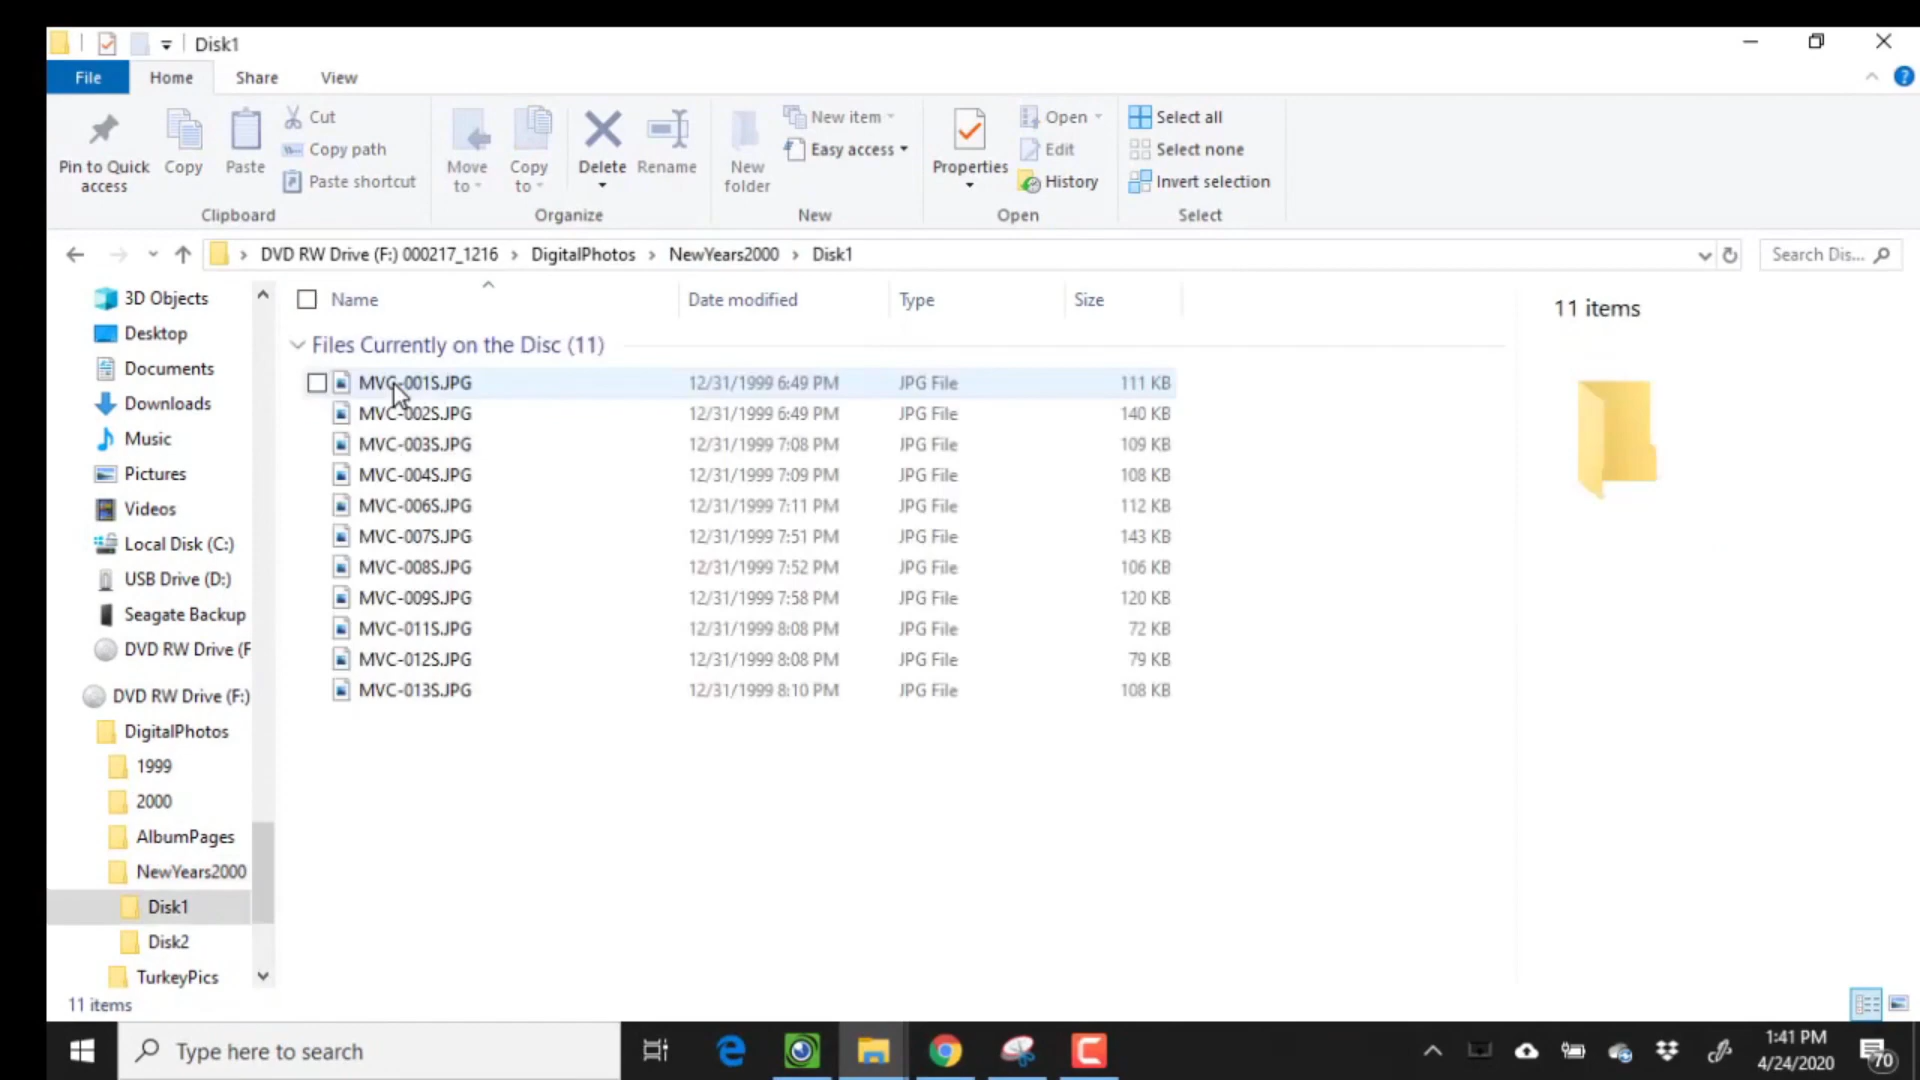 Disk1
File Home Share View
Pin to Quick access
Copy
Paste
Cut
Copy path
Paste shortcut
Clipboard
Move to
Copy to
Delete
Rename
Organize
New folder
New item
Easy access
New
Properties
Open
Edit
History
Open
Select all
Select none
Invert selection
Select
DVD RW Drive (F:) 000217_1216 > DigitalPhotos > NewYears2000 > Disk1
Search Dis...
3D Objects
Desktop
Documents
Downloads
Music
Pictures
Videos
Local Disk (C:)
USB Drive (D:)
Seagate Backup
DVD RW Drive (F
DVD RW Drive (F:)
DigitalPhotos
1999
2000
AlbumPages
NewYears2000
Disk1
Disk2
TurkeyPics
Name Date modified Type Size
Files Currently on the Disc (11)
MVC-001S.JPG 12/31/1999 6:49 PM JPG File 111 KB
MVC-002S.JPG 12/31/1999 6:49 PM JPG File 140 KB
MVC-003S.JPG 12/31/1999 7:08 PM JPG File 109 KB
MVC-004S.JPG 12/31/1999 7:09 PM JPG File 108 KB
MVC-006S.JPG 12/31/1999 7:11 PM JPG File 112 KB
MVC-007S.JPG 12/31/1999 7:51 PM JPG File 143 KB
MVC-008S.JPG 12/31/1999 7:52 PM JPG File 106 KB
MVC-009S.JPG 12/31/1999 7:58 PM JPG File 120 KB
MVC-011S.JPG 12/31/1999 8:08 PM JPG File 72 KB
MVC-012S.JPG 12/31/1999 8:08 PM JPG File 79 KB
MVC-013S.JPG 12/31/1999 8:10 PM JPG File 108 KB
11 items
11 items
Type here to search
1:41 PM
4/24/2020
70